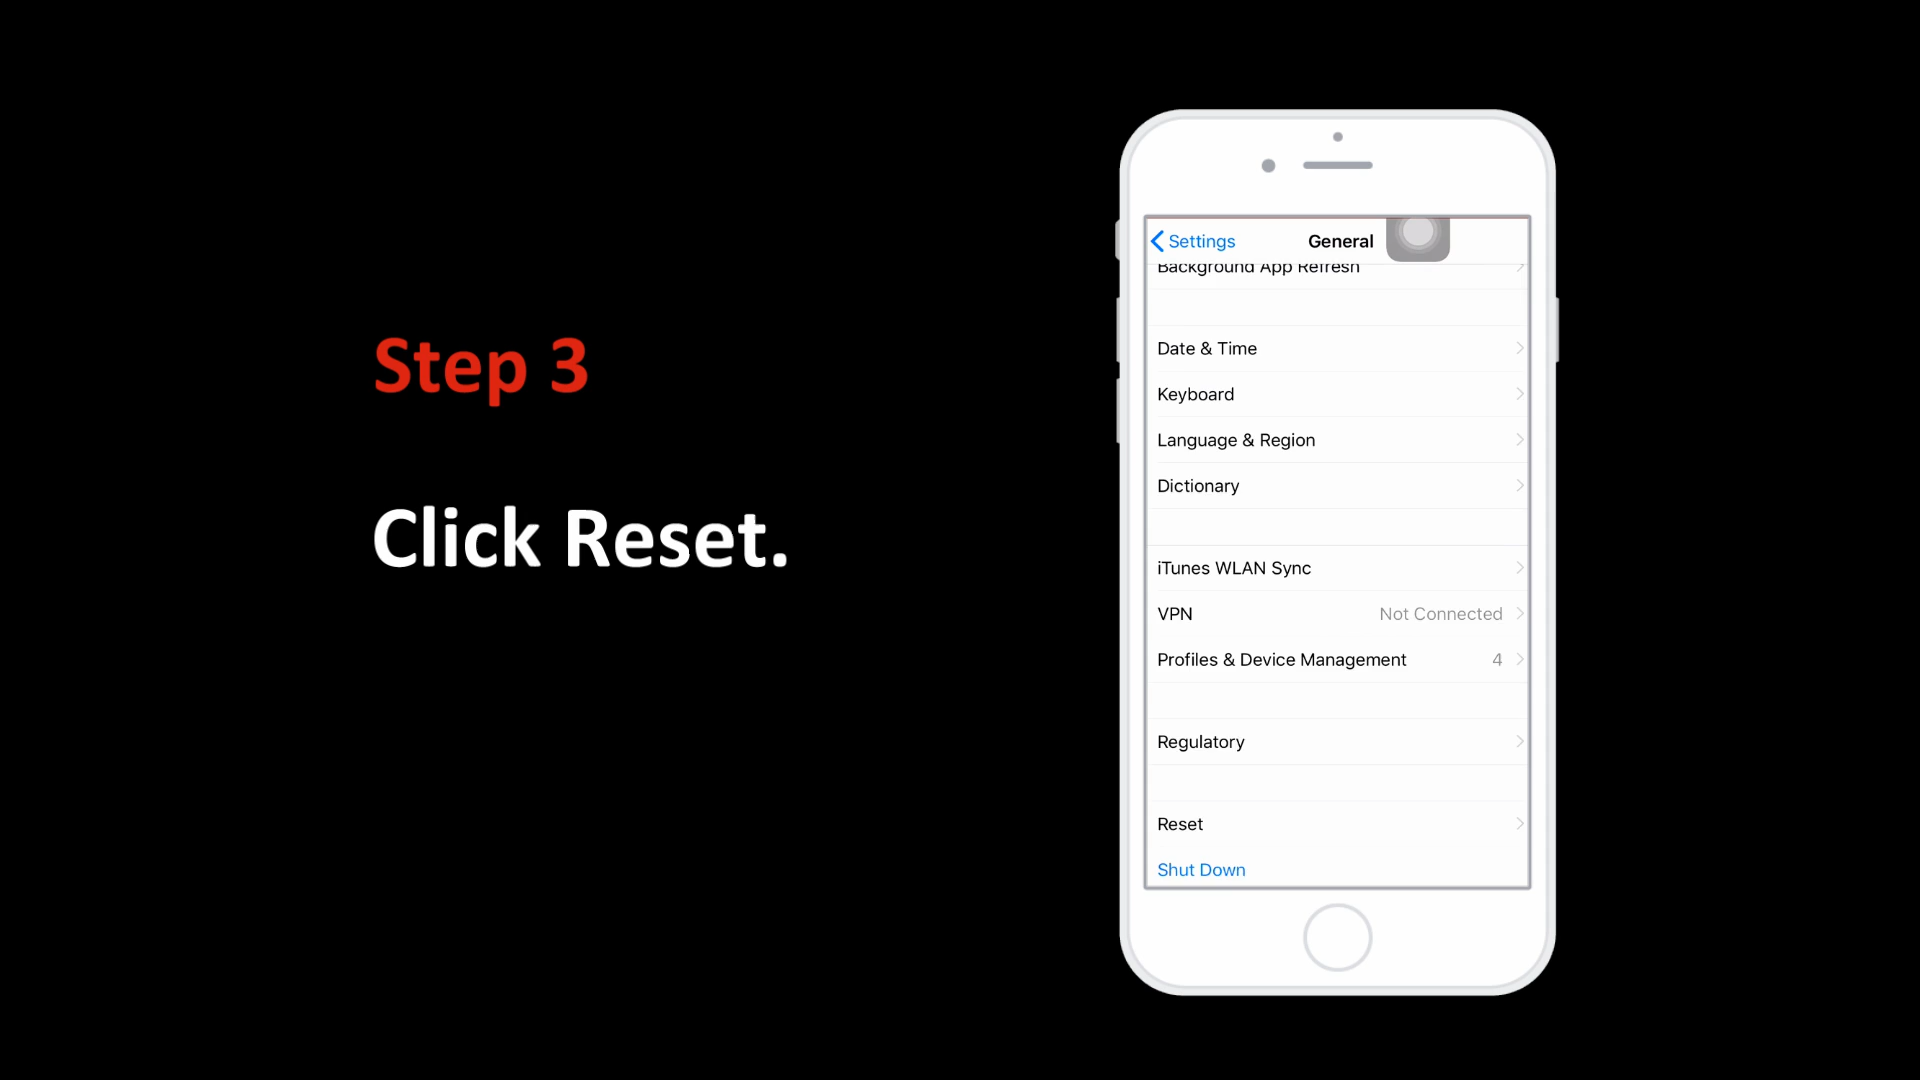 Step 3
Click Reset.
Settings
General
Background App Refresh
Date & Time
Keyboard
Language & Region
Dictionary
iTunes WLAN Sync
VPN Not Connected
Profiles & Device Management 4
Regulatory
Reset
Shut Down